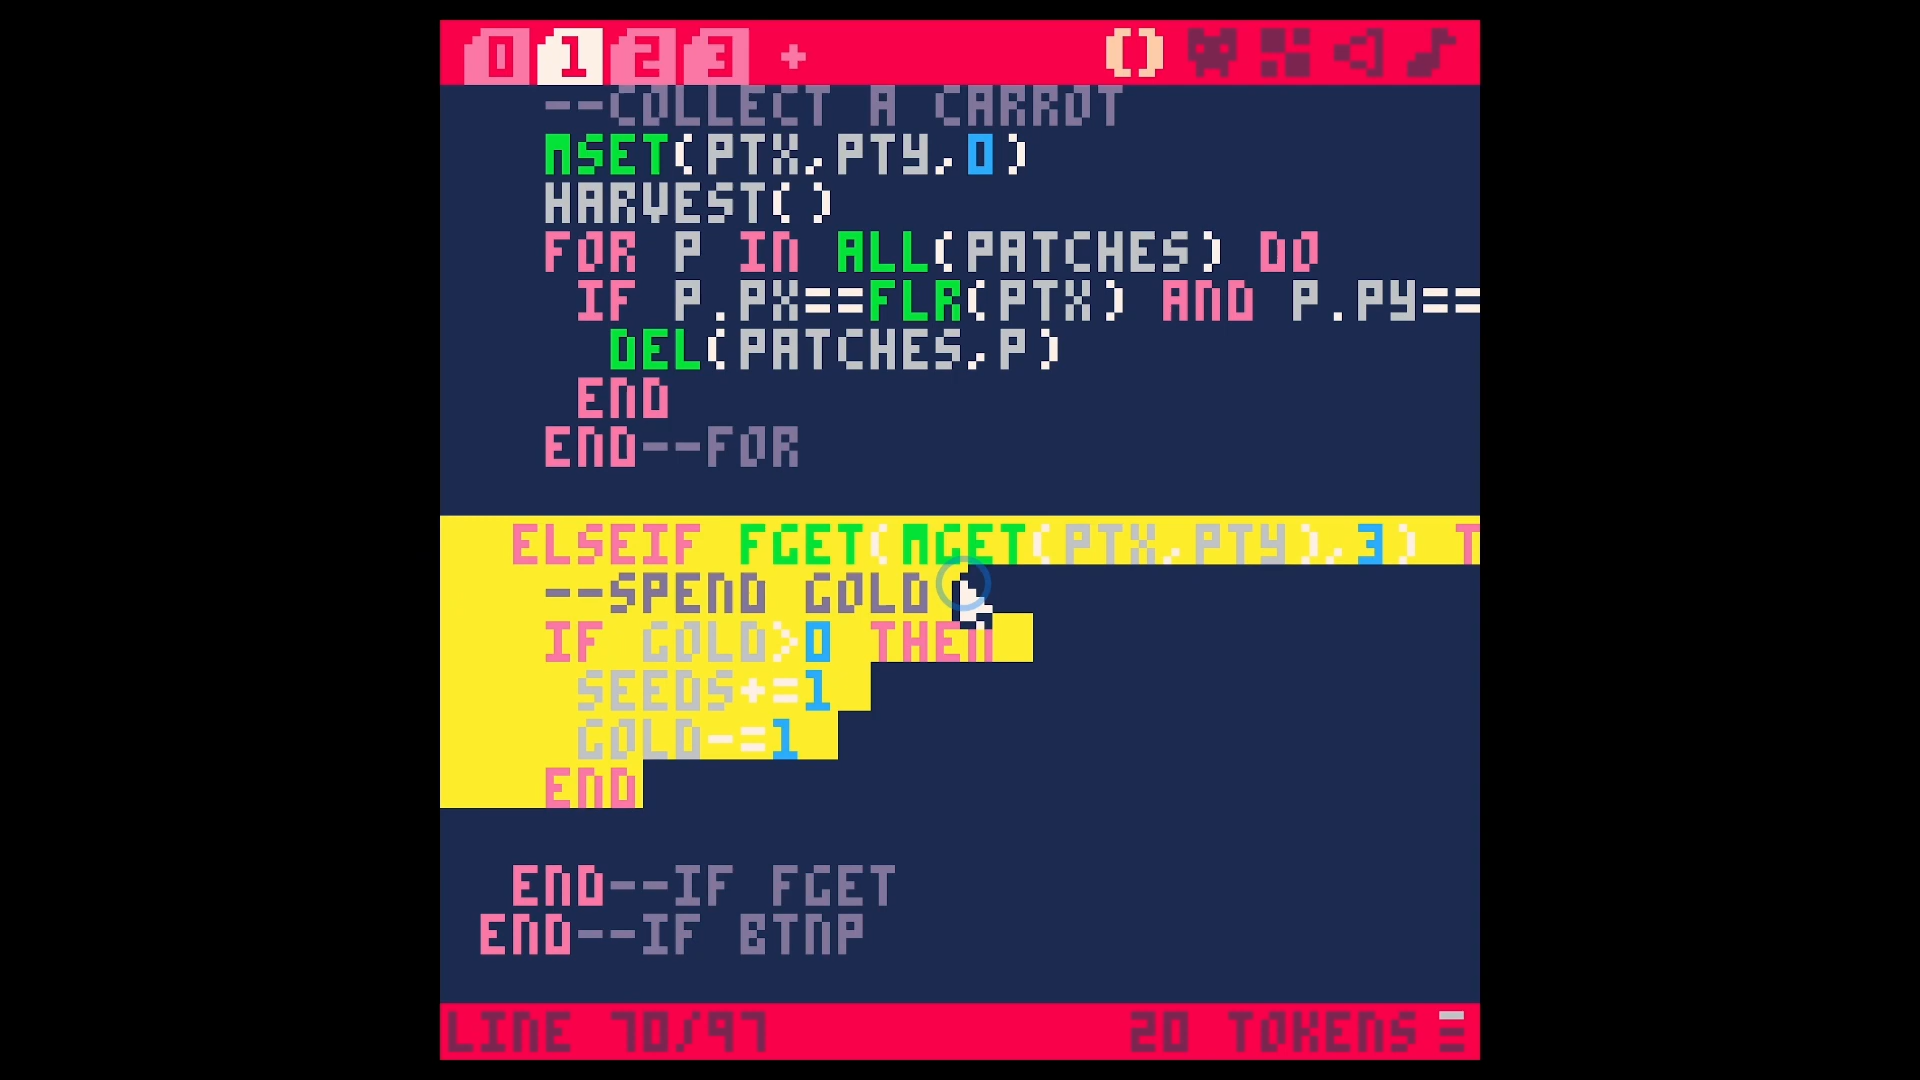 0 1 2 3 +
--COLLECT A CARROT
MSET(PTX,PTY,0)
HARVEST()
FOR P IN ALL(PATCHES) DO
IF P.PX==FLR(PTX) AND P.PY==
DEL(PATCHES,P)
END
END--FOR
ELSEIF FGET(MGET(PTX,PTY),3) T
--SPEND GOLD
IF GOLD>0 THEN
SEEDS+=1
GOLD-=1
END
END--IF FGET
END--IF BTNP
LINE 70/97 20 TOKENS